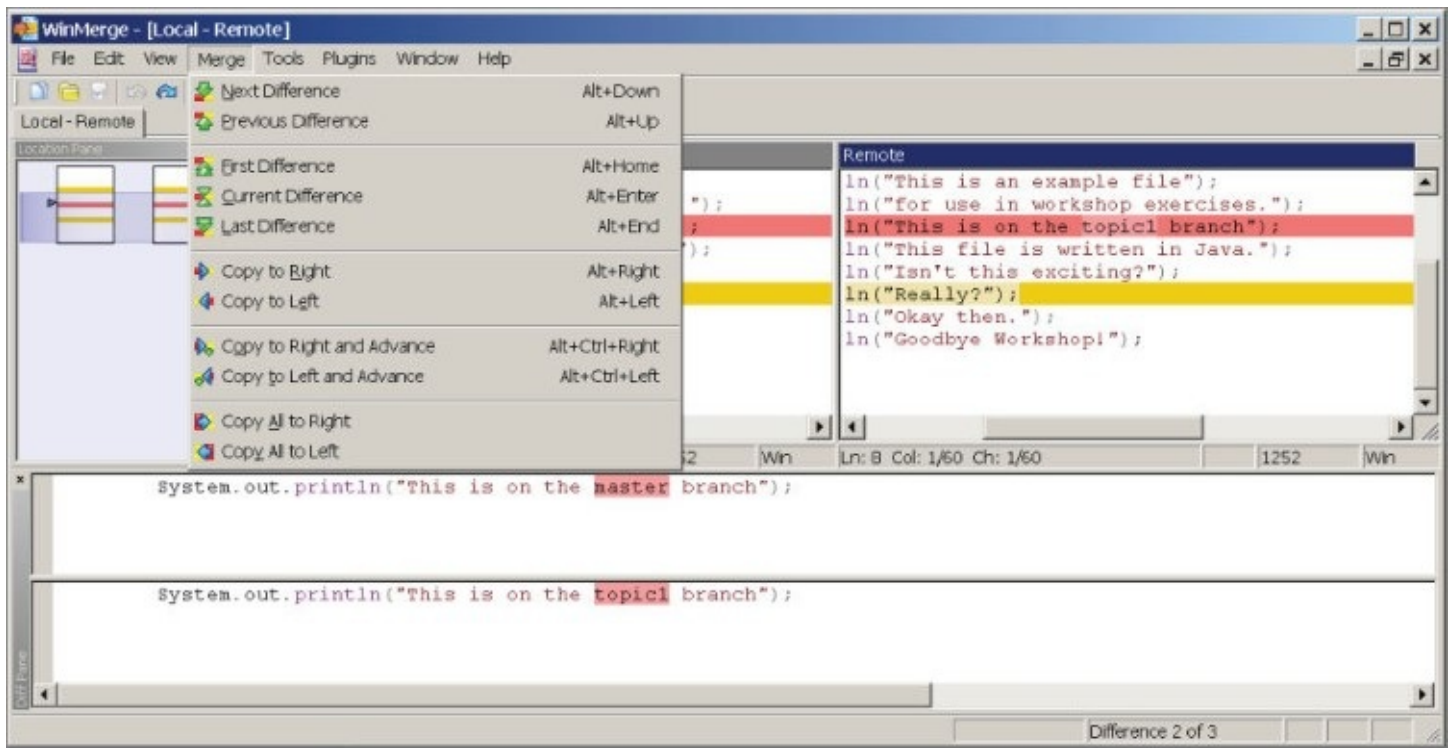 WinMerge - [Local - Remote]
File Edit View Merge Tools Plugins Window Help
Next Difference Alt+Down
Previous Difference Alt+Up
First Difference Alt+Home
Current Difference Alt+Enter
Last Difference Alt+End
Copy to Right Alt+Right
Copy to Left Alt+Left
Copy to Right and Advance Alt+Ctrl+Right
Copy to Left and Advance Alt+Ctrl+Left
Copy All to Right
Copy All to Left
Local - Remote
Location Pane
");
;
");
Remote
ln("This is an example file");
ln("for use in workshop exercises.");
ln("This is on the topic1 branch");
ln("This file is written in Java.");
ln("Isn't this exciting?");
ln("Really?");
ln("Okay then.");
ln("Goodbye Workshop!");
Win
Ln: 8 Col: 1/60 Ch: 1/60 1252 Win
System.out.println("This is on the master branch");
System.out.println("This is on the topic1 branch");
Diff Pane
Difference 2 of 3